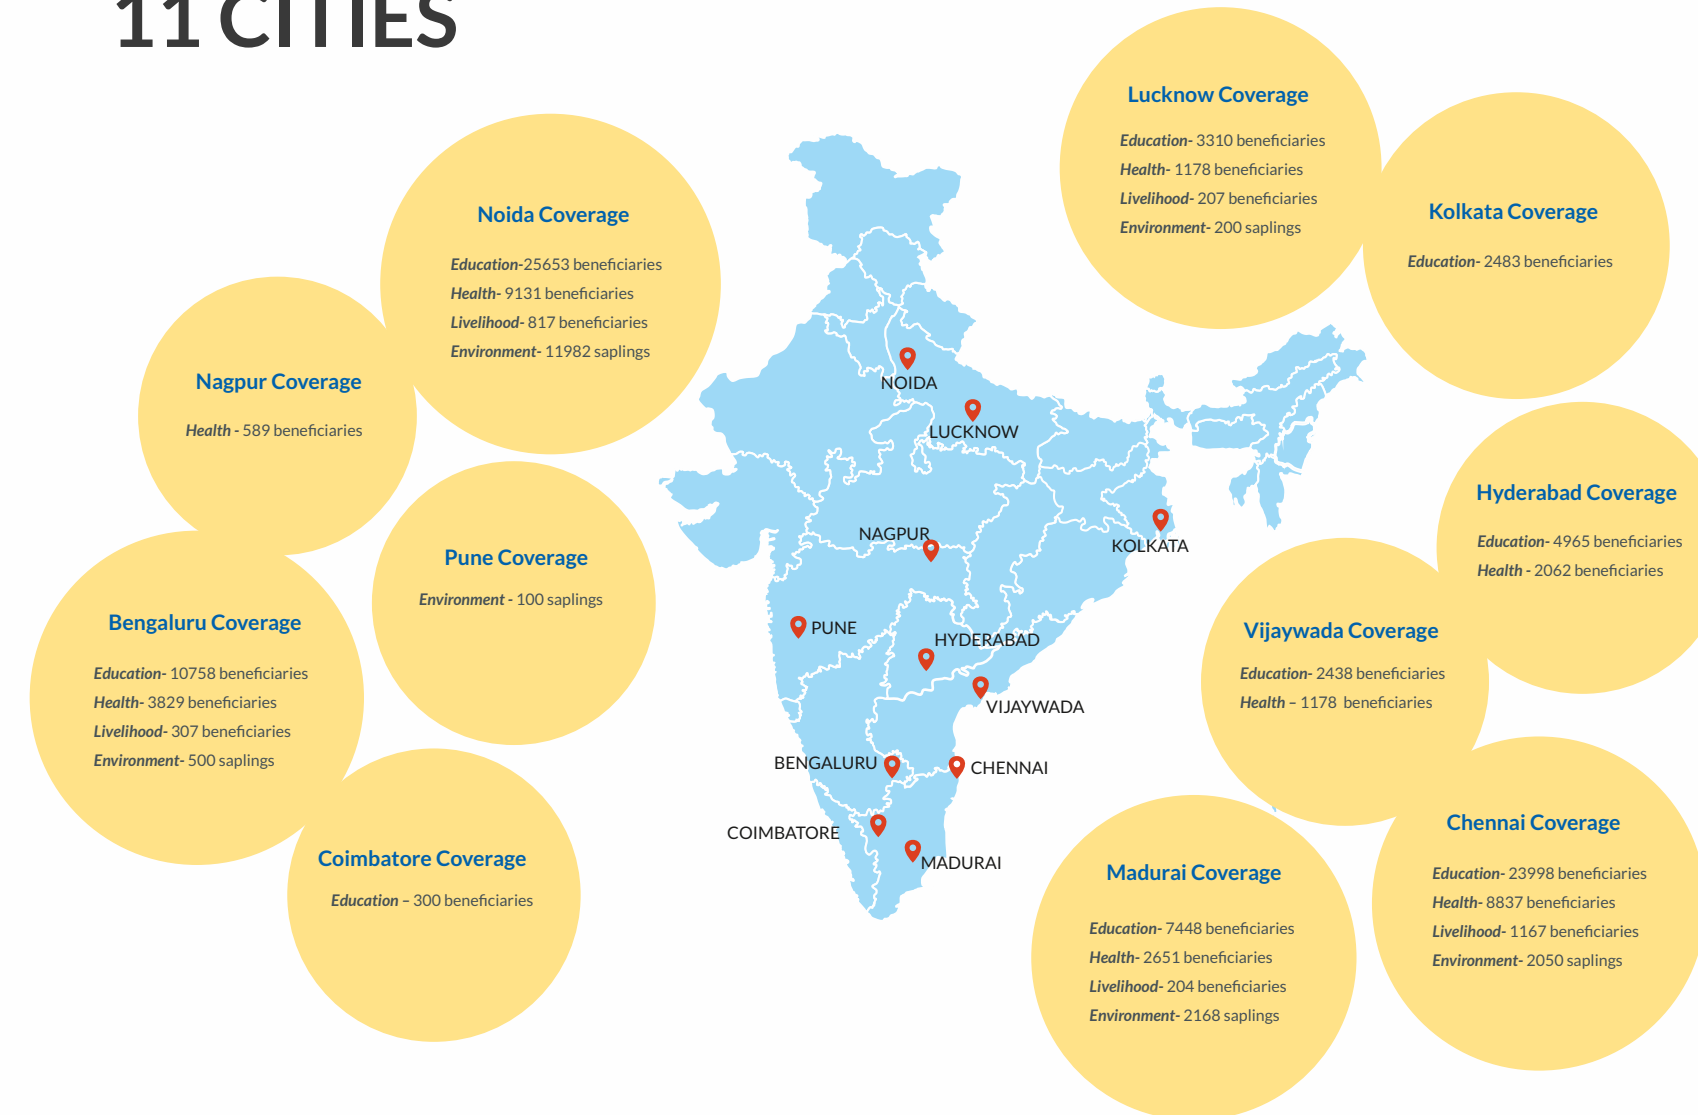 11 CITIES
Lucknow Coverage
Education- 3310 beneficiaries
Health- 1178 beneficiaries
Livelihood- 207 beneficiaries
Environment- 200 saplings
Kolkata Coverage
Education- 2483 beneficiaries
Noida Coverage
Education-25653 beneficiaries
Health- 9131 beneficiaries
Livelihood- 817 beneficiaries
Environment- 11982 saplings
Nagpur Coverage
Health - 589 beneficiaries
Pune Coverage
Environment - 100 saplings
Bengaluru Coverage
Education- 10758 beneficiaries
Health- 3829 beneficiaries
Livelihood- 307 beneficiaries
Environment- 500 saplings
Coimbatore Coverage
Education – 300 beneficiaries
NOIDA
LUCKNOW
NAGPUR
KOLKATA
PUNE
HYDERABAD
VIJAYWADA
BENGALURU
CHENNAI
COIMBATORE
MADURAI
Hyderabad Coverage
Education- 4965 beneficiaries
Health - 2062 beneficiaries
Vijaywada Coverage
Education- 2438 beneficiaries
Health – 1178 beneficiaries
Chennai Coverage
Education- 23998 beneficiaries
Health- 8837 beneficiaries
Livelihood- 1167 beneficiaries
Environment- 2050 saplings
Madurai Coverage
Education- 7448 beneficiaries
Health- 2651 beneficiaries
Livelihood- 204 beneficiaries
Environment- 2168 saplings